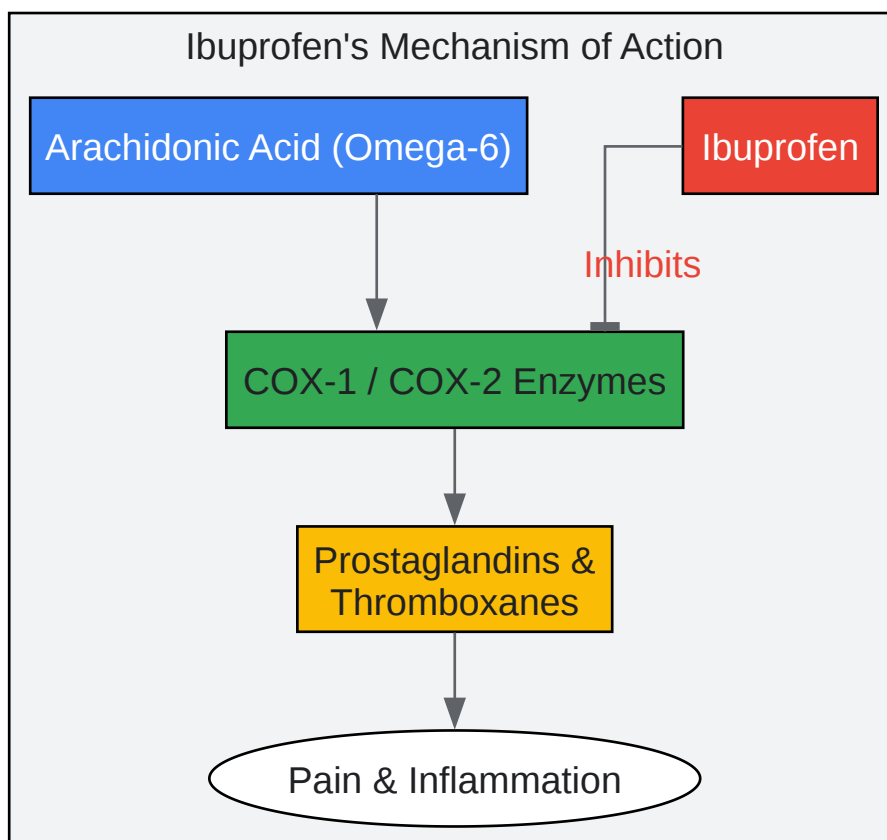 Ibuprofen's Mechanism of Action
Arachidonic Acid (Omega-6)
Ibuprofen
Inhibits
COX-1 / COX-2 Enzymes
Prostaglandins &
Thromboxanes
Pain & Inflammation